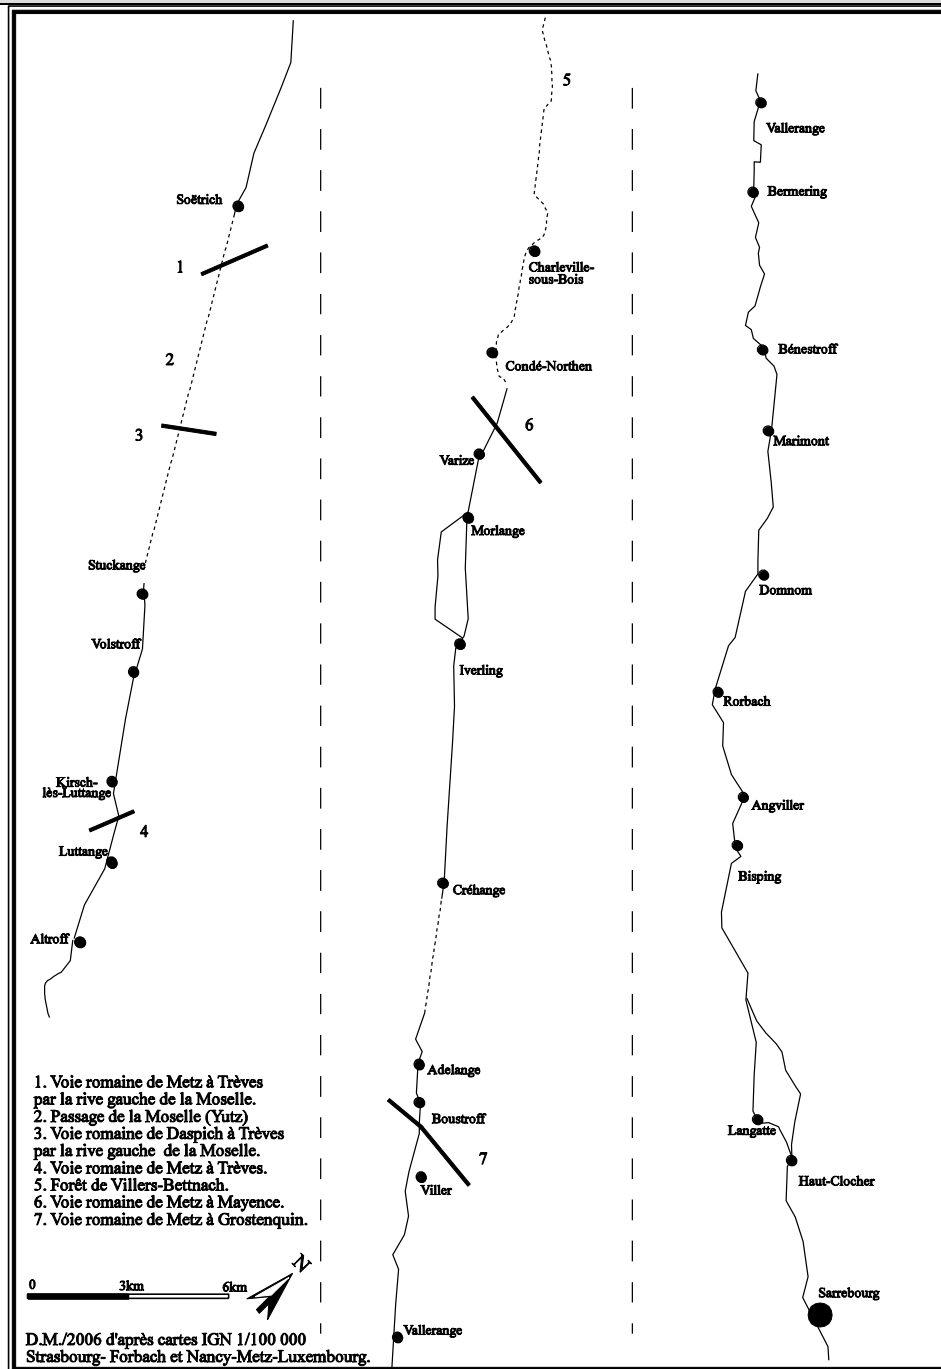 Soëtrich
1
2
3
Stuckange
Volstroff
Kirsch-
lès-Luttange
4
Luttange
Altroff
1. Voie romaine de Metz à Trèves
par la rive gauche de la Moselle.
2. Passage de la Moselle (Yutz)
3. Voie romaine de Daspich à Trèves
par la rive gauche de la Moselle.
4. Voie romaine de Metz à Trèves.
5. Forêt de Villers-Bettnach.
6. Voie romaine de Metz à Mayence.
7. Voie romaine de Metz à Grostenquin.
N
0 3km 6km
D.M./2006 d'après cartes IGN 1/100 000
Strasbourg- Forbach et Nancy-Metz-Luxembourg.
5
Charleville-
sous-Bois
Condé-Northen
6
Varize
Morlange
Iverling
Créhange
Adelange
Boustroff
7
Viller
Vallerange
Vallerange
Bermering
Bénestroff
Marimont
Domnom
Rorbach
Angviller
Bisping
Langatte
Haut-Clocher
Sarrebourg